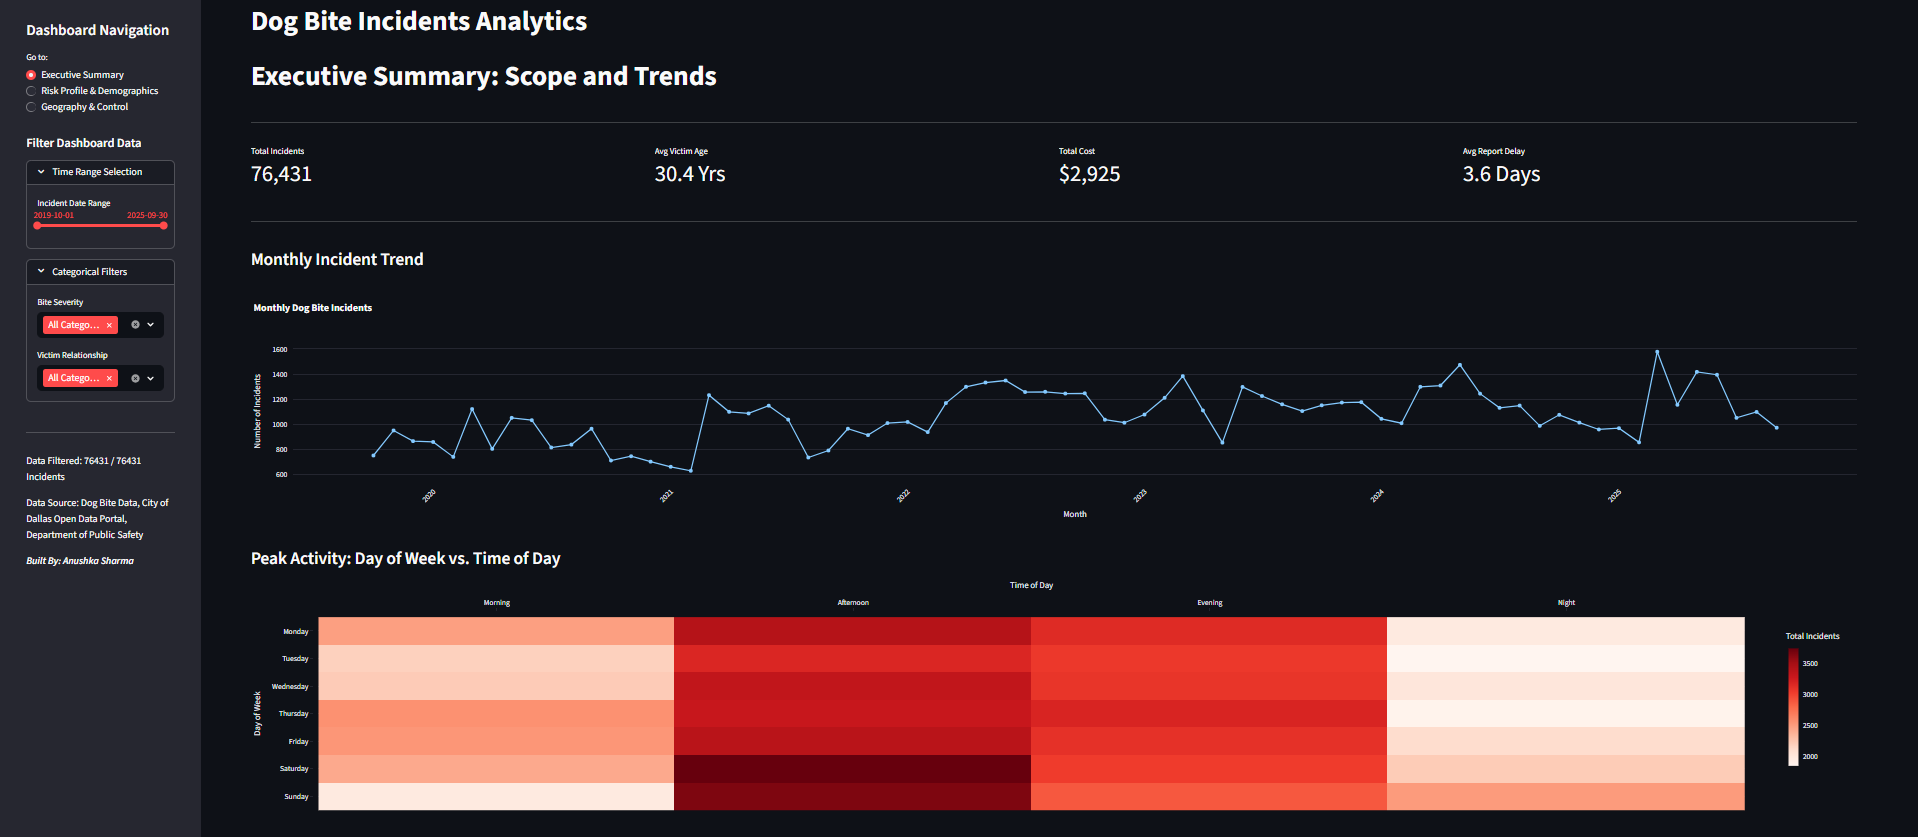 Dashboard Navigation
Go to:
Executive Summary
Risk Profile & Demographics
Geography & Control
Filter Dashboard Data
Time Range Selection
Incident Date Range
2019-10-01 2025-09-30
Categorical Filters
Bite Severity
All Catego... ×
Victim Relationship
All Catego... ×
Data Filtered: 76431 / 76431
Incidents
Data Source: Dog Bite Data, City of
Dallas Open Data Portal,
Department of Public Safety
Built By: Anushka Sharma
Dog Bite Incidents Analytics
Executive Summary: Scope and Trends
Total Incidents
76,431
Avg Victim Age
30.4 Yrs
Total Cost
$2,925
Avg Report Delay
3.6 Days
Monthly Incident Trend
Monthly Dog Bite Incidents
Number of Incidents
1600
1400
1200
1000
800
600
2020 2021 2022 2023 2024 2025
Month
Peak Activity: Day of Week vs. Time of Day
Time of Day
Morning Afternoon Evening Night
Day of Week
Monday
Tuesday
Wednesday
Thursday
Friday
Saturday
Sunday
Total Incidents
3500
3000
2500
2000